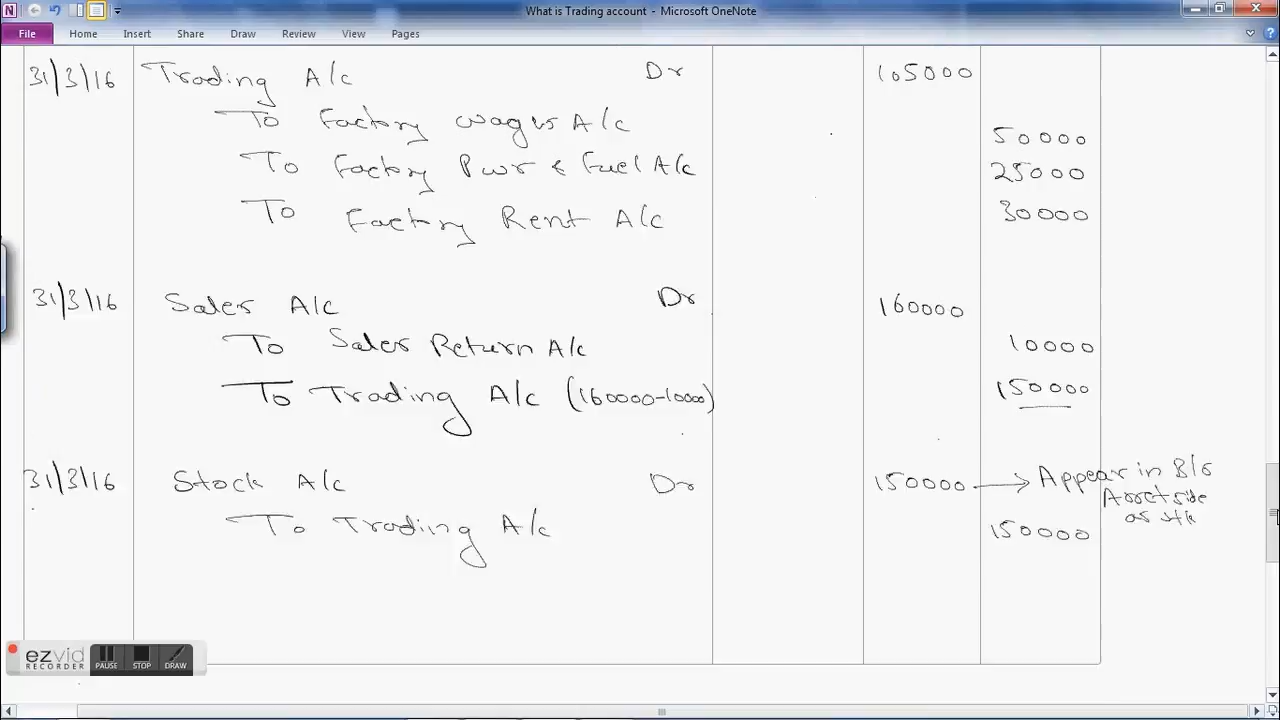 What is Trading account - Microsoft OneNote
File Home Insert Share Draw Review View Pages
31/3/16 Trading A/c Dr 105000
To Factory wages A/c 50000
To Factory Pwr & Fuel A/c 25000
To Factory Rent A/c 30000
31/3/16 Sales A/c Dr 160000
To Sales Return A/c 10000
To Trading A/c (160000-10000) 150000
31/3/16 Stock A/c Dr 150000 → Appear in B/s
Asset side
as stk
To Trading A/c 150000
ezvid
RECORDER
PAUSE STOP DRAW